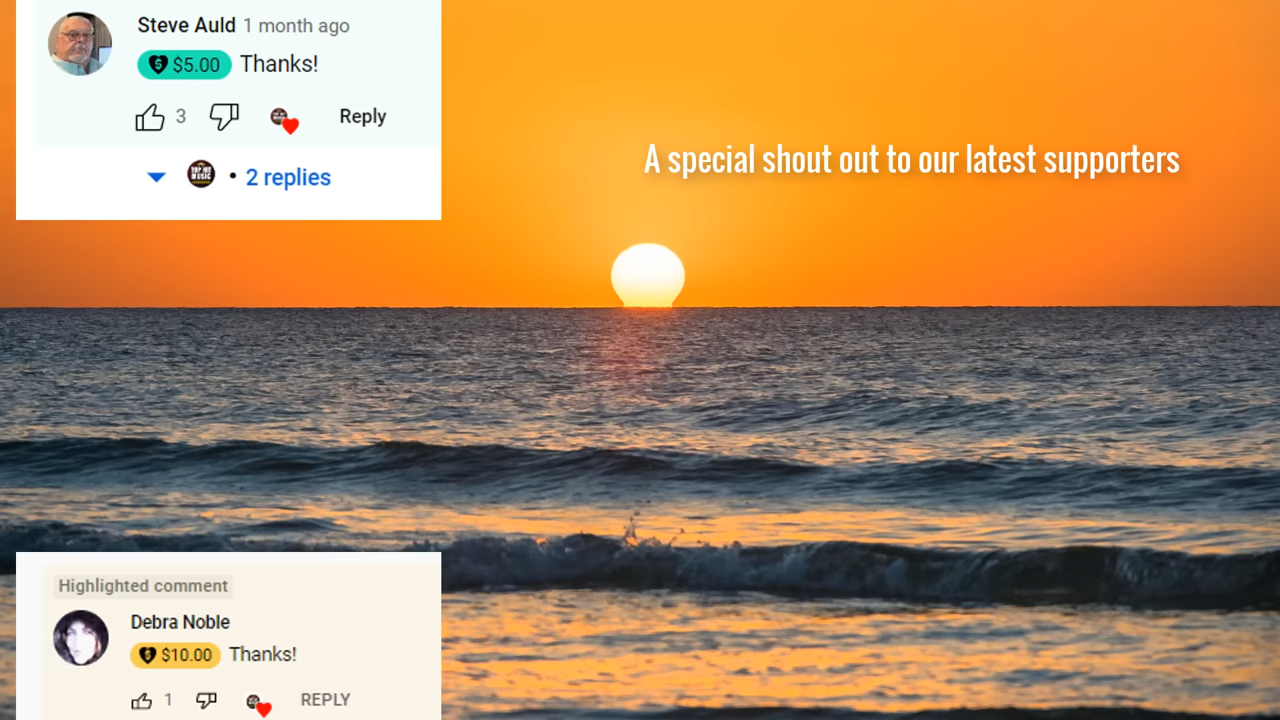 Steve Auld 1 month ago
$5.00 Thanks!
3 Reply
• 2 replies
A special shout out to our latest supporters
Highlighted comment
Debra Noble
$10.00 Thanks!
1 REPLY